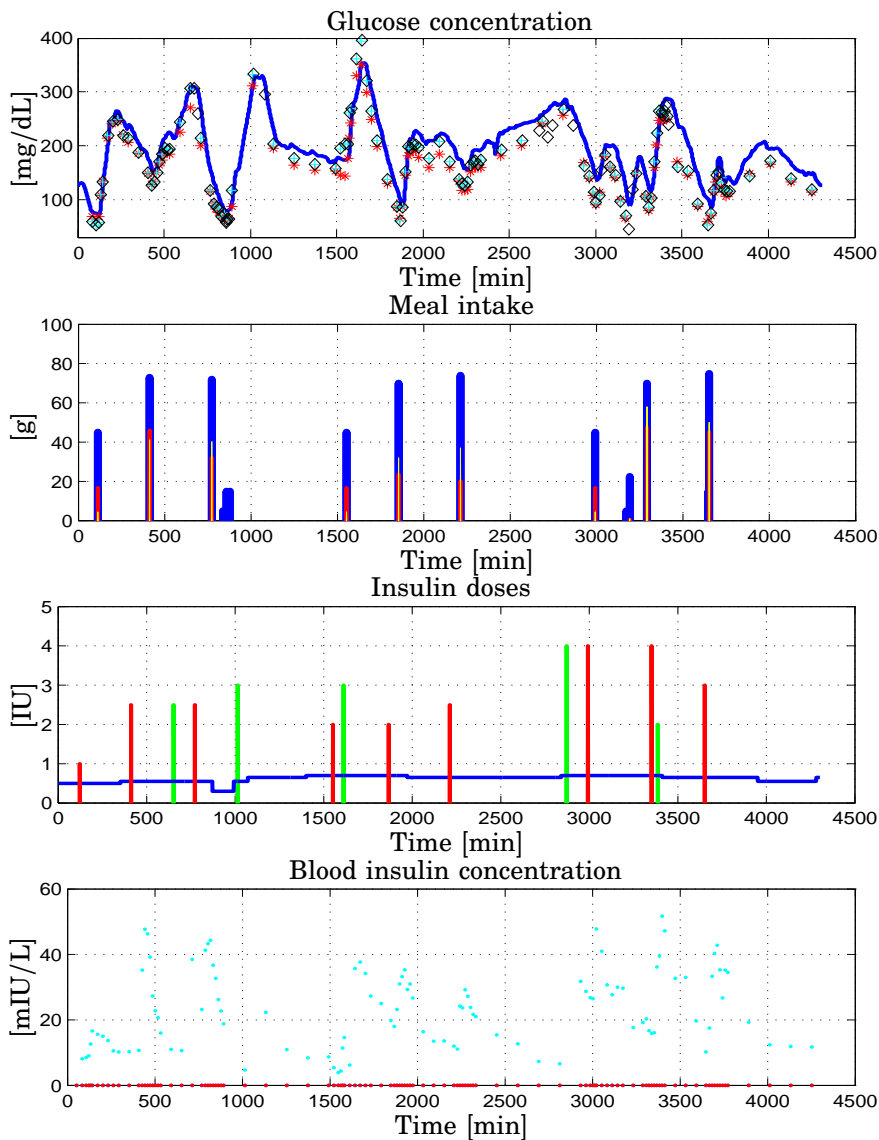 Glucose concentration
400
300
200
100
[mg/dL]
0 500 1000 1500 2000 2500 3000 3500 4000 4500
Time [min]
Meal intake
100
80
60
40
20
0
[g]
0 500 1000 1500 2000 2500 3000 3500 4000 4500
Time [min]
Insulin doses
5
4
3
2
1
0
[IU]
0 500 1000 1500 2000 2500 3000 3500 4000 4500
Time [min]
Blood insulin concentration
60
40
20
0
[mIU/L]
0 500 1000 1500 2000 2500 3000 3500 4000 4500
Time [min]